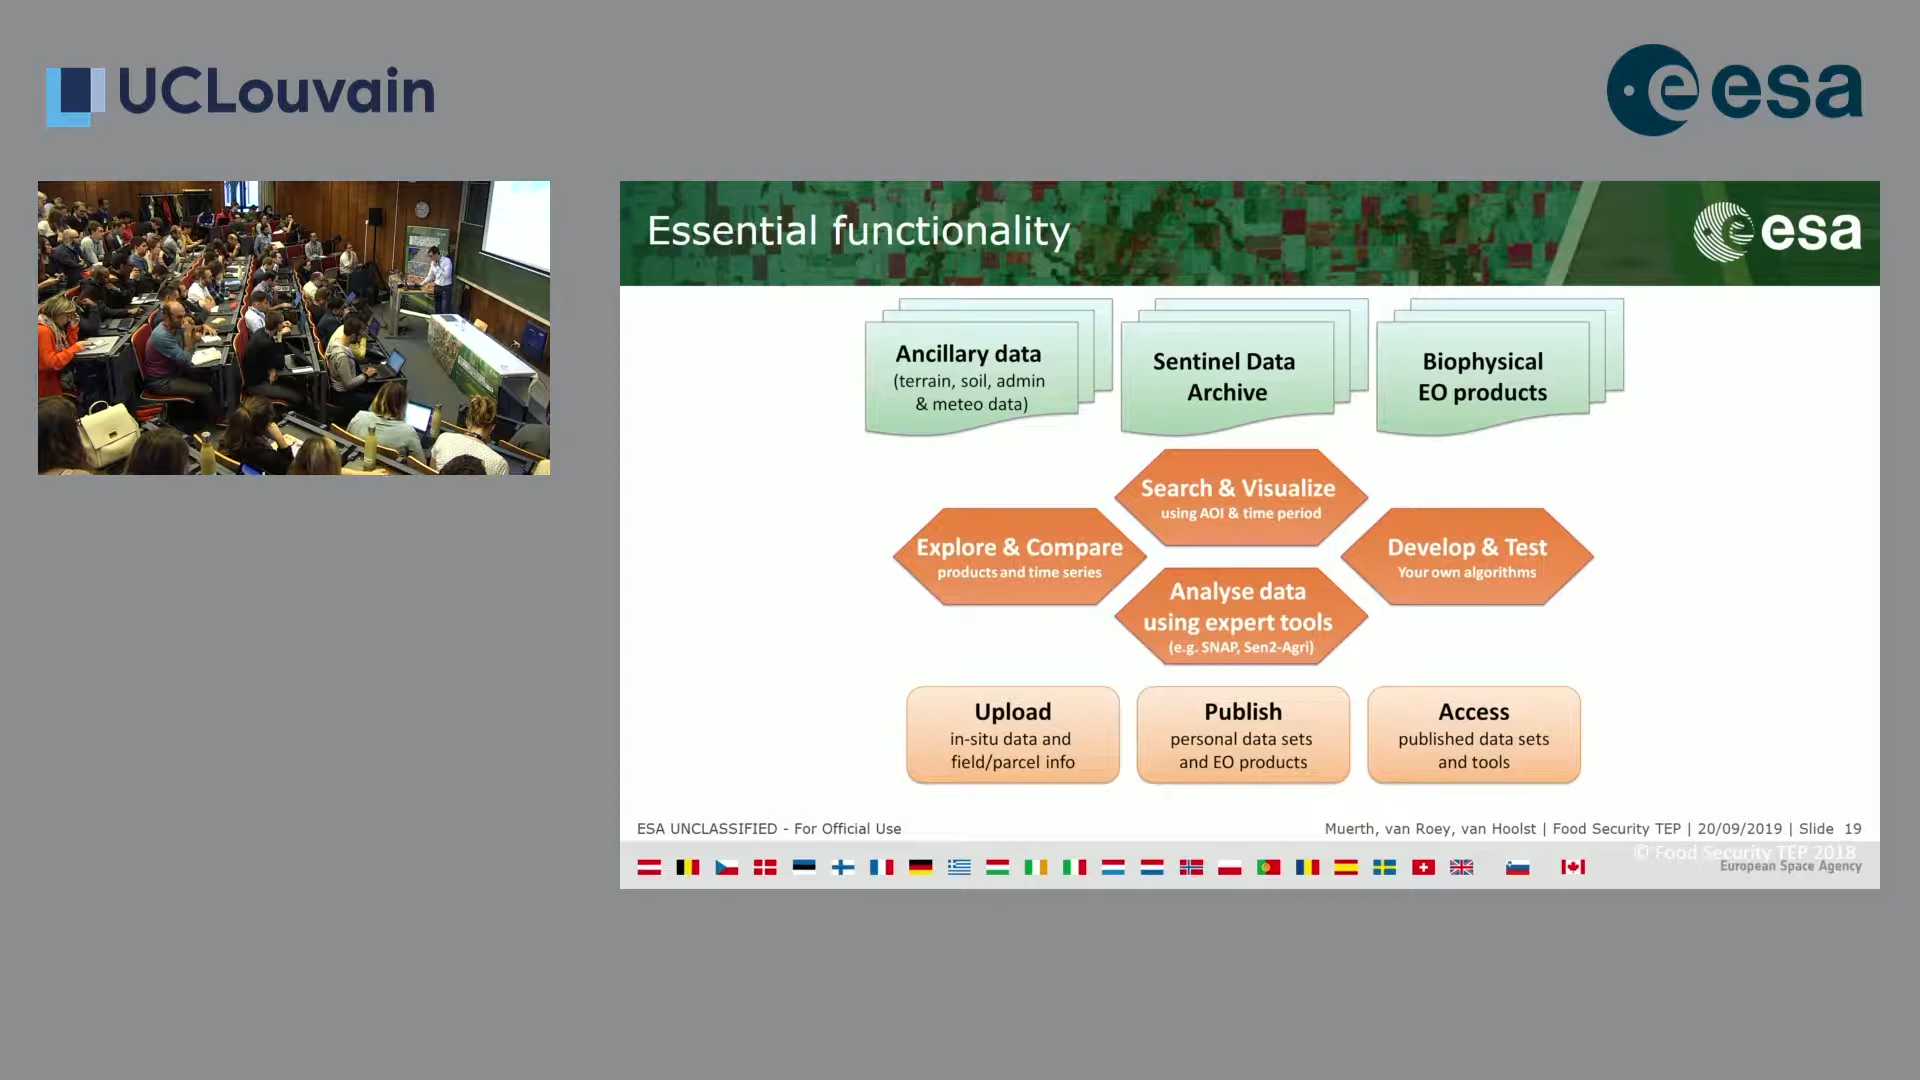 UCLouvain
esa
Essential functionality
esa
Ancillary data
(terrain, soil, admin
& meteo data)
Sentinel Data
Archive
Biophysical
EO products
Search & Visualize
using AOI & time period
Explore & Compare
products and time series
Develop & Test
Your own algorithms
Analyse data
using expert tools
(e.g. SNAP, Sen2-Agri)
Upload
in-situ data and
field/parcel info
Publish
personal data sets
and EO products
Access
published data sets
and tools
ESA UNCLASSIFIED - For Official Use
Muerth, van Roey, van Hoolst | Food Security TEP | 20/09/2019 | Slide 19
© Food Security TEP 2018
European Space Agency